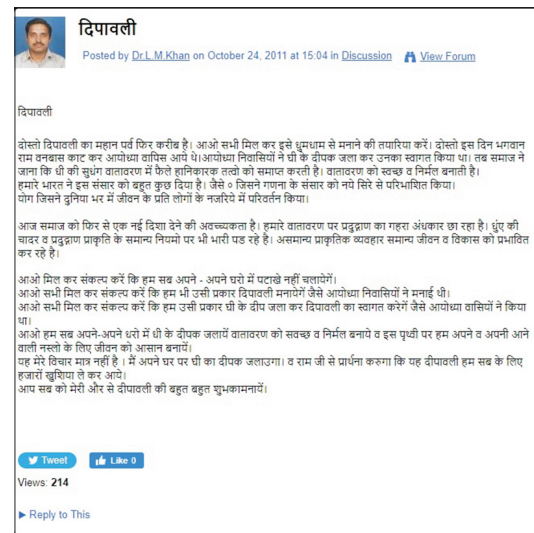 दिपावली
Posted by Dr.L.M.Khan on October 24, 2011 at 15:04 in Discussion View Forum
दिपावली
दोस्तो दिपावली का महान पर्व फिर करीब है। आओ सभी मिल कर इसे धुमधाम से मनाने की तयारिया करें। दोस्तो इस दिन भगवान
राम वनबास काट कर आयोध्या वापिस आये थे।आयोध्या निवासियों ने घी के दीपक जला कर उनका स्वागत किया था। तब समाज ने
जाना कि धी की सुधंग वातावरण में फैले हानिकारक तत्वो को समाप्त करती है। वातावरण को स्वच्छ व निर्मल बनाती है।
हमारे भारत ने इस संसार को बहुत कुछ दिया है। जैसे ० जिसने गणना के संसार को नये सिरे से परिभाशित किया।
योग जिसने दुनिया भर में जीवन के प्रति लोगों के नजरिये में परिवर्तन किया।
आज समाज को फिर से एक नई दिशा देने की अवच्च्यकता है। हमारे वातावरण पर प्रदुद्गाण का गहरा अंधकार छा रहा है। धुंए की
चादर व प्रदुद्गाण प्राकृति के समान्य नियमो पर भी भारी पड रहे है। असमान्य प्राकृतिक व्यवहार समान्य जीवन व विकास को प्रभावित
कर रहे है।
आओ मिल कर संकल्प करें कि हम सब अपने - अपने घरो में पटाखे नहीं चलायेगें।
आओ सभी मिल कर संकल्प करें कि हम भी उसी प्रकार दिपावली मनायेगें जैसे आयोध्या निवासियों ने मनाई थी।
आओ सभी मिल कर संकल्प करें कि हम उसी प्रकार घी के दीप जला कर दिपावली का स्वागत करेगें जैसे आयोध्या वासियों ने किया
था।
आओ हम सब अपने-अपने धरो में धी के दीपक जलायें वातावरण को सवच्छ व निर्मल बनाये व इस पृथ्वी पर हम अपने व अपनी आने
वाली नस्लो के लिए जीवन को आसान बनायें।
यह मेरे विचार मात्र नहीं है । मैं अपने घर पर घी का दीपक जलाउगा। व राम जी से प्रार्थना करुगा कि यह दीपावली हम सब के लिए
हजारों खुशिया ले कर आये।
आप सब को मेरी और से दीपावली की बहुत बहुत शुभकामनायें।
Tweet Like 0
Views: 214
Reply to This